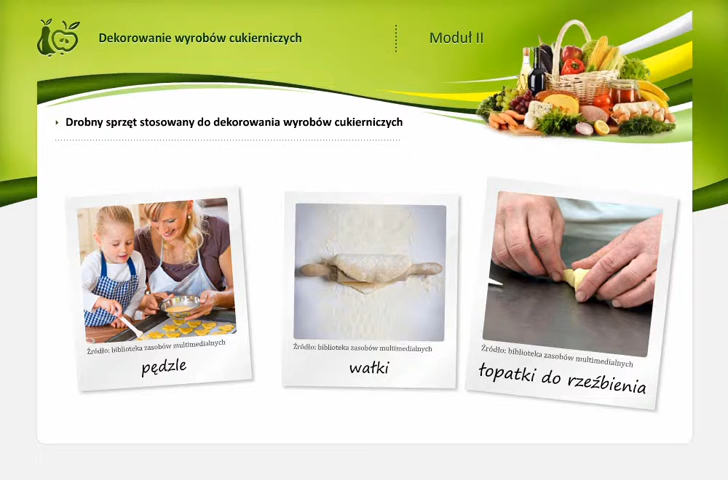 Dekorowanie wyrobów cukierniczych
Moduł II
Drobny sprzęt stosowany do dekorowania wyrobów cukierniczych
Źródło: biblioteka zasobów multimedialnych
pędzle
Źródło: biblioteka zasobów multimedialnych
wałki
Źródło: biblioteka zasobów multimedialnych
łopatki do rzeźbienia